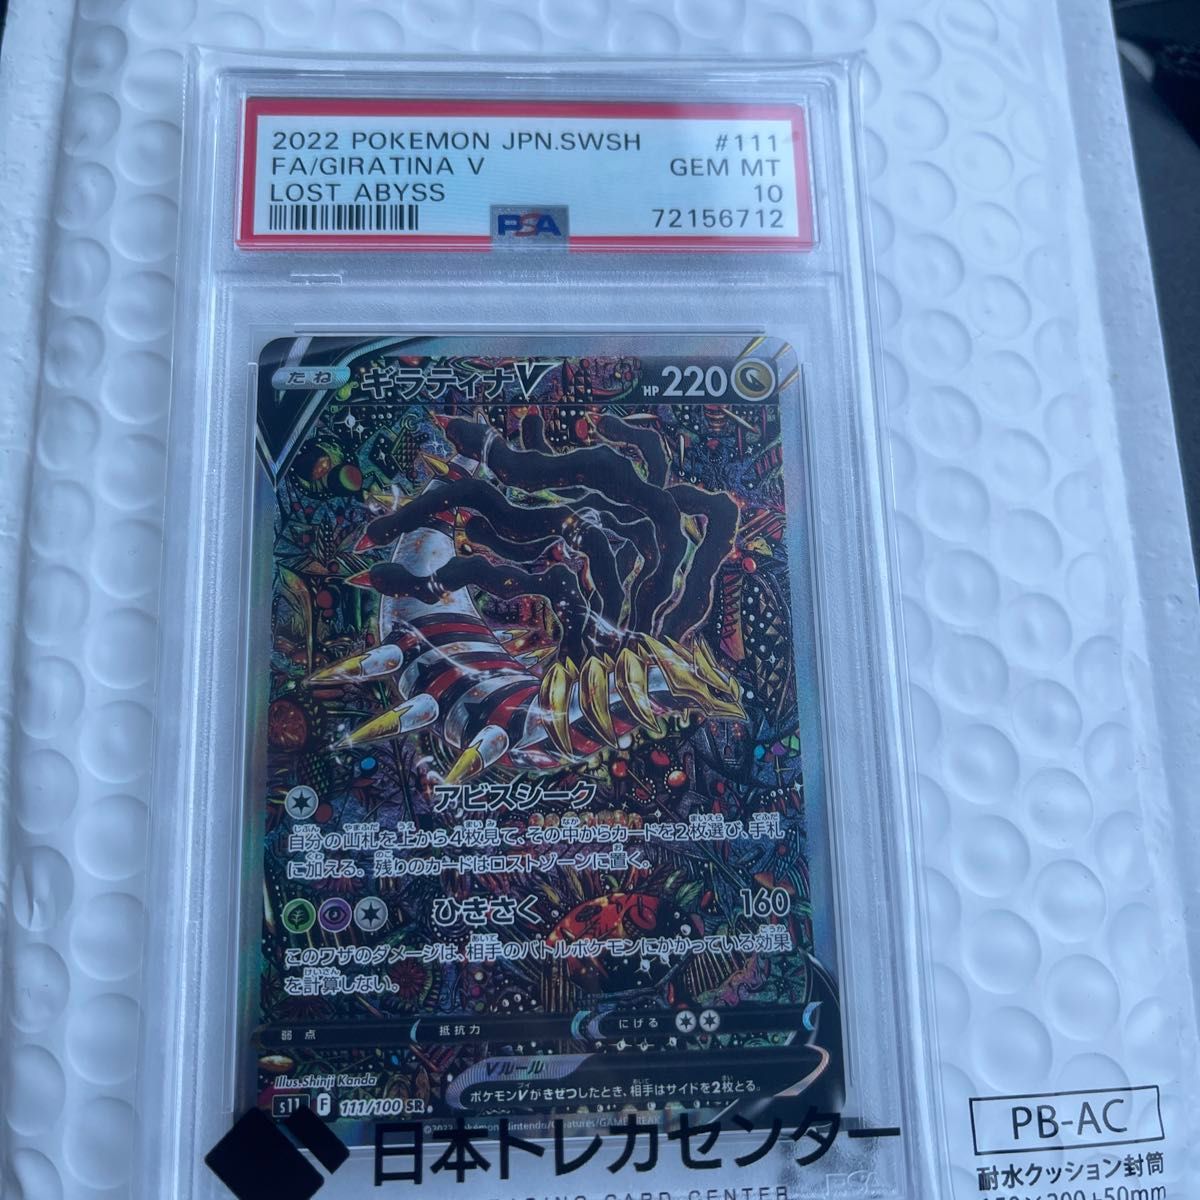 2022 POKEMON JPN.SWSH #111
FA/GIRATINA V GEM MT
LOST ABYSS 10
PSA 72156712
たね ギラティナV HP 220
アビスシーク
自分の山札を上から4枚見て、その中からカードを2枚選び、手札
に加える。残りのカードはロストゾーンに置く。
ひきさく 160
このワザのダメージは、相手のバトルポケモンにかかっている効果
を計算しない。
弱点 抵抗力 にげる
Vルール
ポケモンVがきぜつしたとき、相手はサイドを2枚とる。
Illus.Shinji Kanda
s11 F 111/100 SR
Pokémon/Nintendo/Creatures/GAME FREAK
日本トレカセンター
CARD CENTER
PSA
PB-AC
耐水クッション封筒